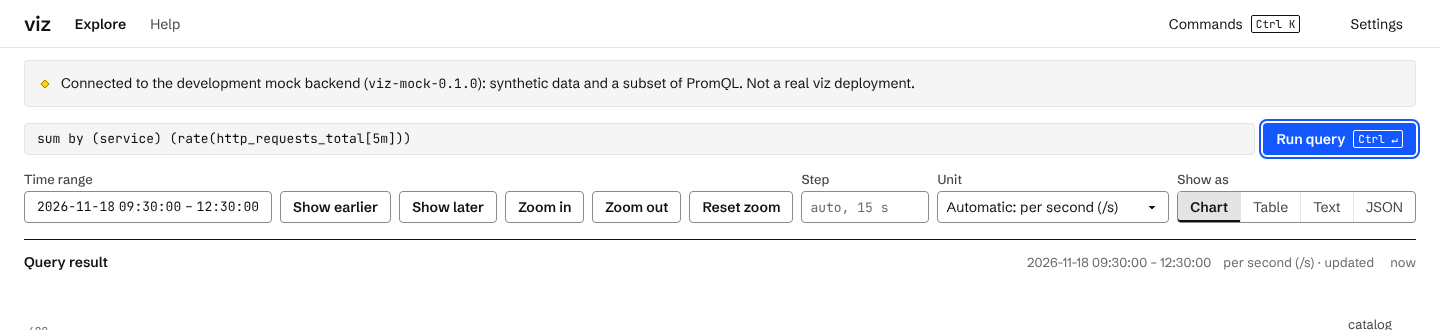 viz Explore Help Commands Ctrl K Settings
Connected to the development mock backend (viz-mock-0.1.0): synthetic data and a subset of PromQL. Not a real viz deployment.
sum by (service) (rate(http_requests_total[5m])) Run query Ctrl ↵
Time range Step Unit Show as
2026-11-18 09:30:00 – 12:30:00 Show earlier Show later Zoom in Zoom out Reset zoom auto, 15 s Automatic: per second (/s) Chart Table Text JSON
Query result 2026-11-18 09:30:00 – 12:30:00 per second (/s) · updated now
catalog